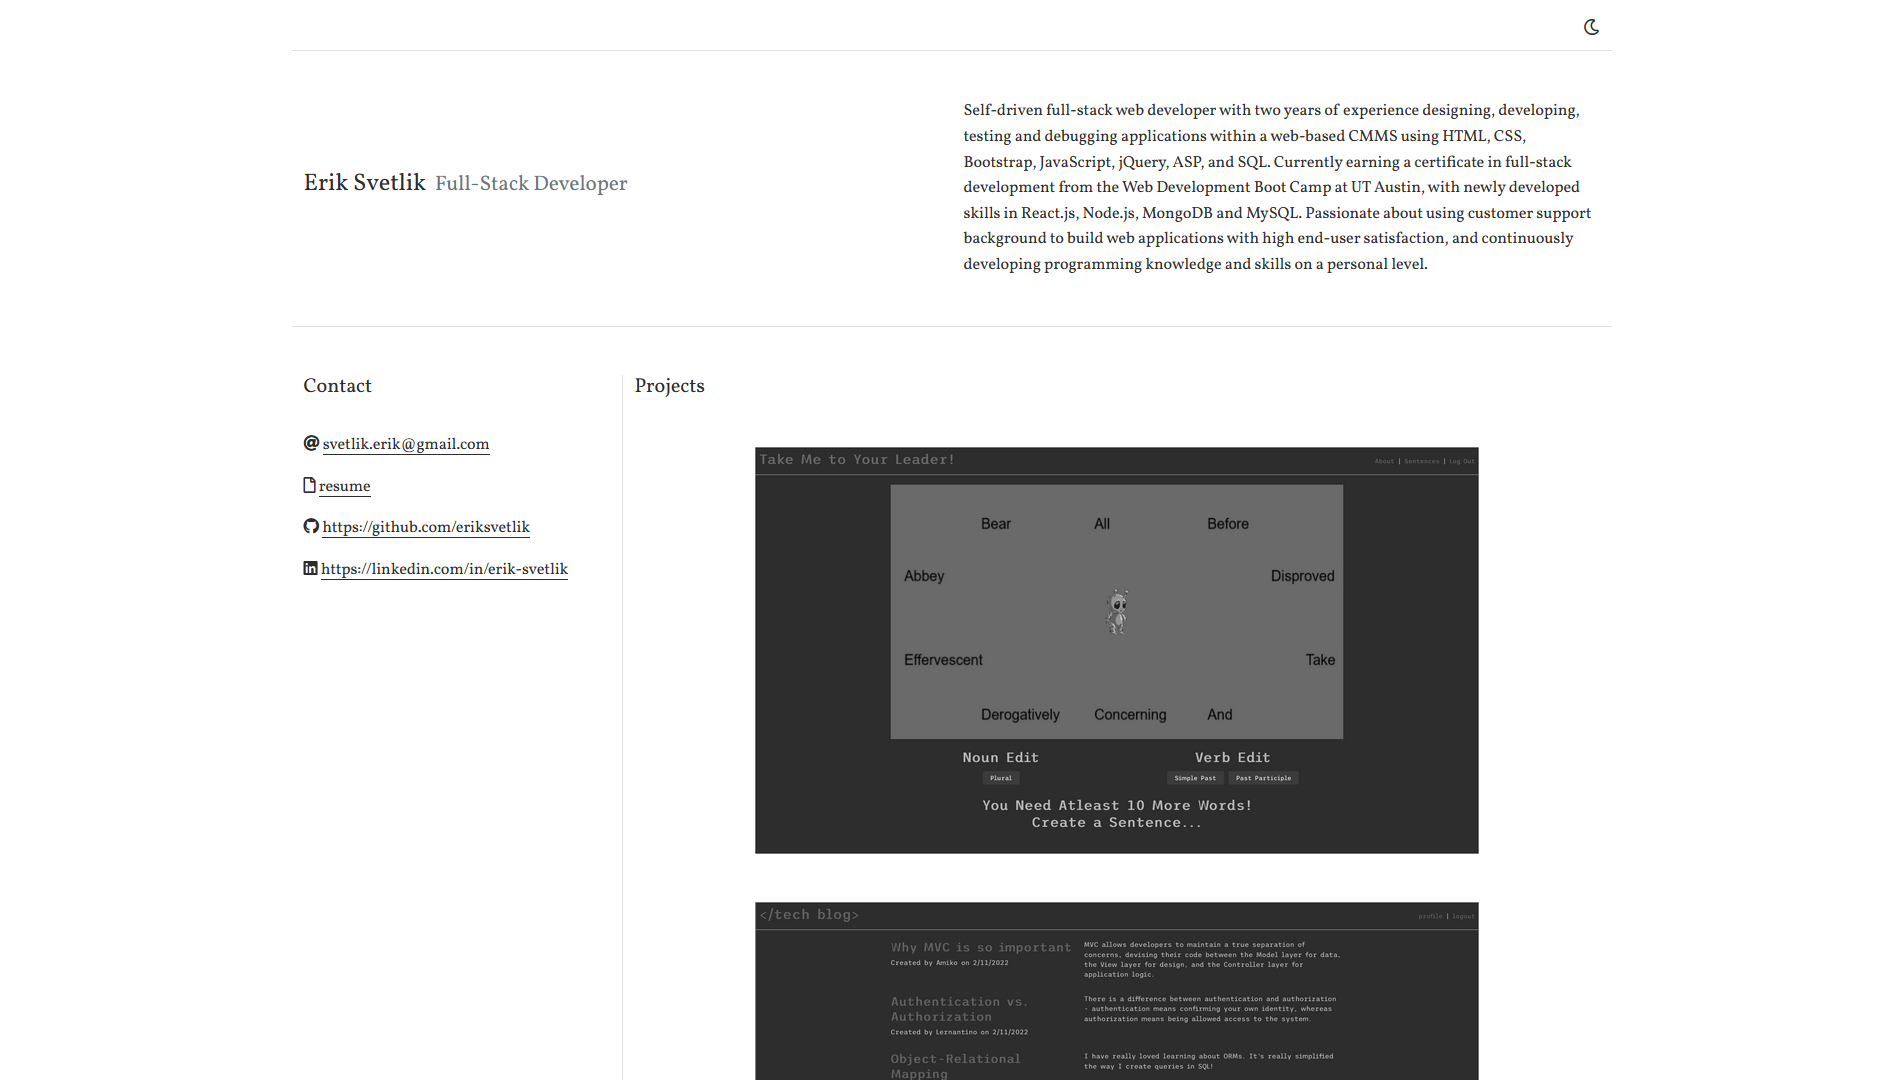 Erik Svetlik Full-Stack Developer
Self-driven full-stack web developer with two years of experience designing, developing,
testing and debugging applications within a web-based CMMS using HTML, CSS,
Bootstrap, JavaScript, jQuery, ASP, and SQL. Currently earning a certificate in full-stack
development from the Web Development Boot Camp at UT Austin, with newly developed
skills in React.js, Node.js, MongoDB and MySQL. Passionate about using customer support
background to build web applications with high end-user satisfaction, and continuously
developing programming knowledge and skills on a personal level.
Contact
svetlik.erik@gmail.com
resume
https://github.com/eriksvetlik
https://linkedin.com/in/erik-svetlik
Projects
Take Me to Your Leader!
About | Sentences | Log Out
Bear All Before
Abbey Disproved
Effervescent Take
Derogatively Concerning And
Noun Edit Verb Edit
Plural Simple Past Past Participle
You Need Atleast 10 More Words!
Create a Sentence...
</tech blog>
profile | logout
Why MVC is so important
Created by Amiko on 2/11/2022
MVC allows developers to maintain a true separation of
concerns, devising their code between the Model layer for data,
the View layer for design, and the Controller layer for
application logic.
Authentication vs.
Authorization
Created by Lernantino on 2/11/2022
There is a difference between authentication and authorization
- authentication means confirming your own identity, whereas
authorization means being allowed access to the system.
Object-Relational
Mapping
I have really loved learning about ORMs. It's really simplified
the way I create queries in SQL!